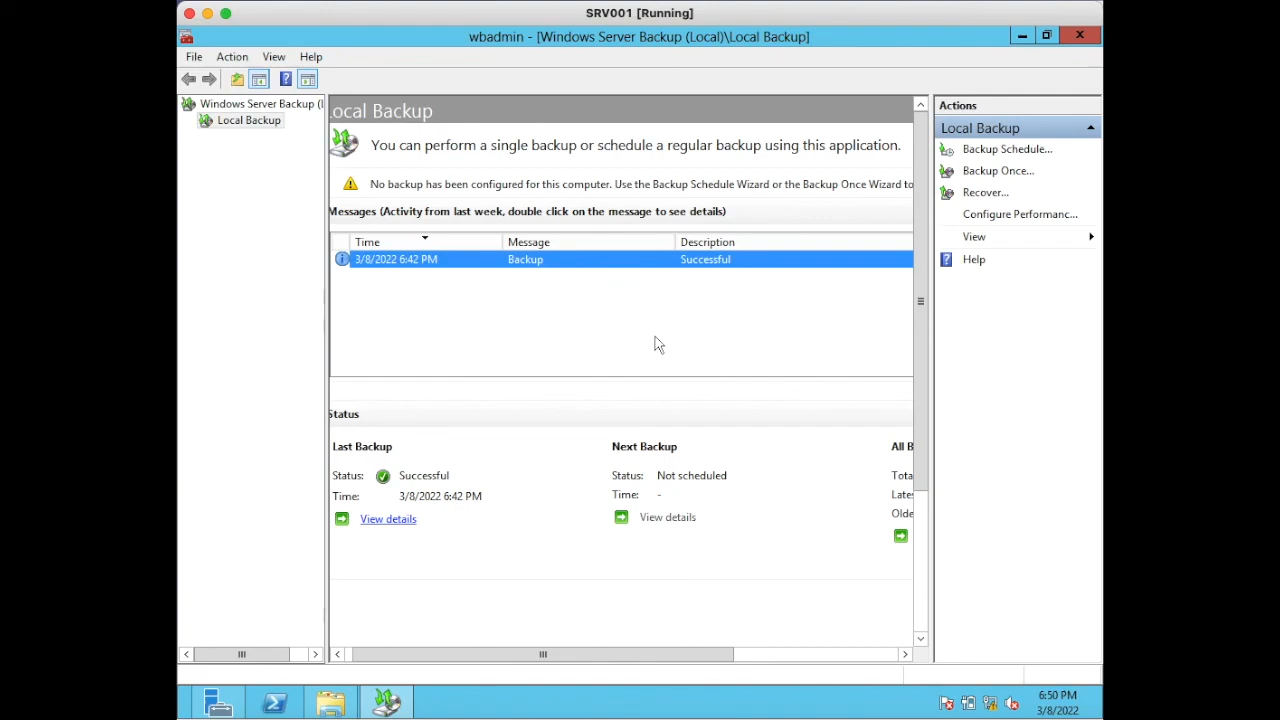 SRV001 [Running]
wbadmin - [Windows Server Backup (Local)\Local Backup]
File Action View Help
Windows Server Backup (L
Local Backup
Local Backup
You can perform a single backup or schedule a regular backup using this application.
No backup has been configured for this computer. Use the Backup Schedule Wizard or the Backup Once Wizard to
Messages (Activity from last week, double click on the message to see details)
Time Message Description
3/8/2022 6:42 PM Backup Successful
Status
Last Backup Next Backup All B
Status: Successful Status: Not scheduled Tota
Time: 3/8/2022 6:42 PM Time: - Lates
View details View details Olde
Actions
Local Backup
Backup Schedule...
Backup Once...
Recover...
Configure Performanc...
View
Help
6:50 PM
3/8/2022